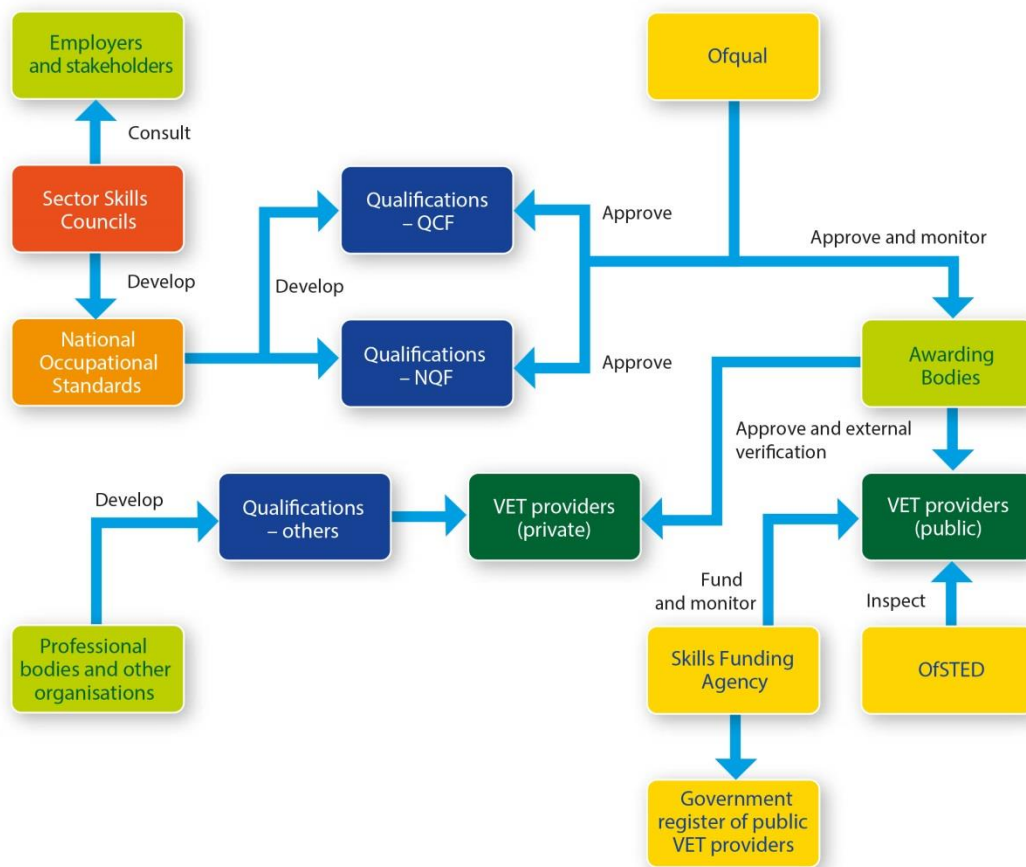 Employers
and stakeholders
Ofqual
Consult
Sector Skills
Councils
Qualifications
– QCF
Approve
Approve and monitor
Develop
Develop
National
Occupational
Standards
Qualifications
– NQF
Approve
Awarding
Bodies
Approve and external
verification
Develop
Qualifications
– others
VET providers
(private)
VET providers
(public)
Fund
and monitor
Inspect
Professional
bodies and other
organisations
Skills Funding
Agency
OfSTED
Government
register of public
VET providers